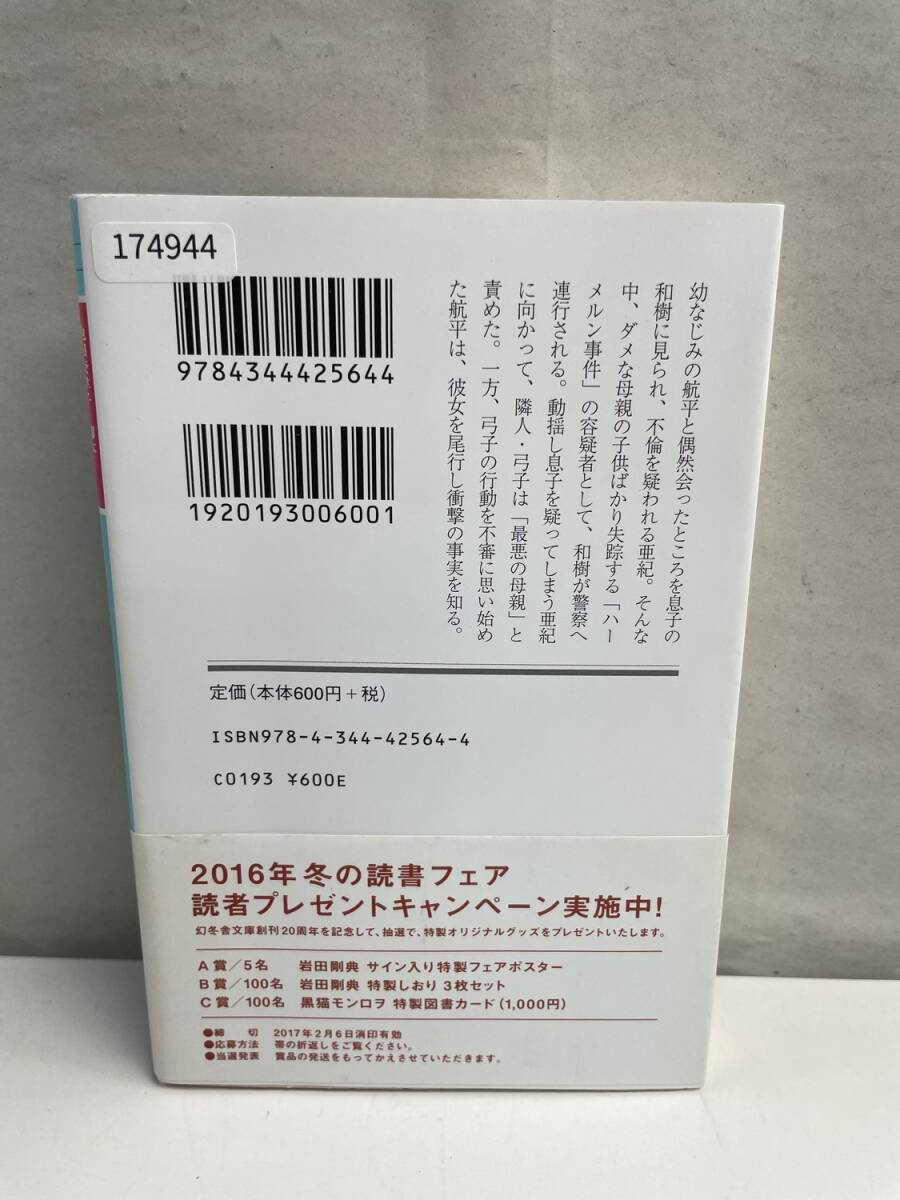 174944
9784344425644
1920193006001
幼なじみの航平と偶然会ったところを息子の
和樹に見られ、不倫を疑われる亜紀。そんな
中、ダメな母親の子供ばかり失踪する「ハー
メルン事件」の容疑者として、和樹が警察へ
連行される。動揺し息子を疑ってしまう亜紀
に向かって、隣人・弓子は「最悪の母親」と
責めた。一方、弓子の行動を不審に思い始め
た航平は、彼女を尾行し衝撃の事実を知る。
定価(本体600円+税)
ISBN978-4-344-42564-4
C0193 ¥600E
2016年 冬の読書フェア
読者プレゼントキャンペーン実施中!
幻冬舎文庫創刊20周年を記念して、抽選で、特製オリジナルグッズをプレゼントいたします。
A賞/5名 岩田剛典 サイン入り特製フェアポスター
B賞/100名 岩田剛典 特製しおり 3枚セット
C賞/100名 黒猫モンロヲ 特製図書カード(1,000円)
●締 切 2017年2月6日消印有効
●応募方法 帯の折返しをご覧ください。
●当選発表 賞品の発送をもってかえさせていただきます。